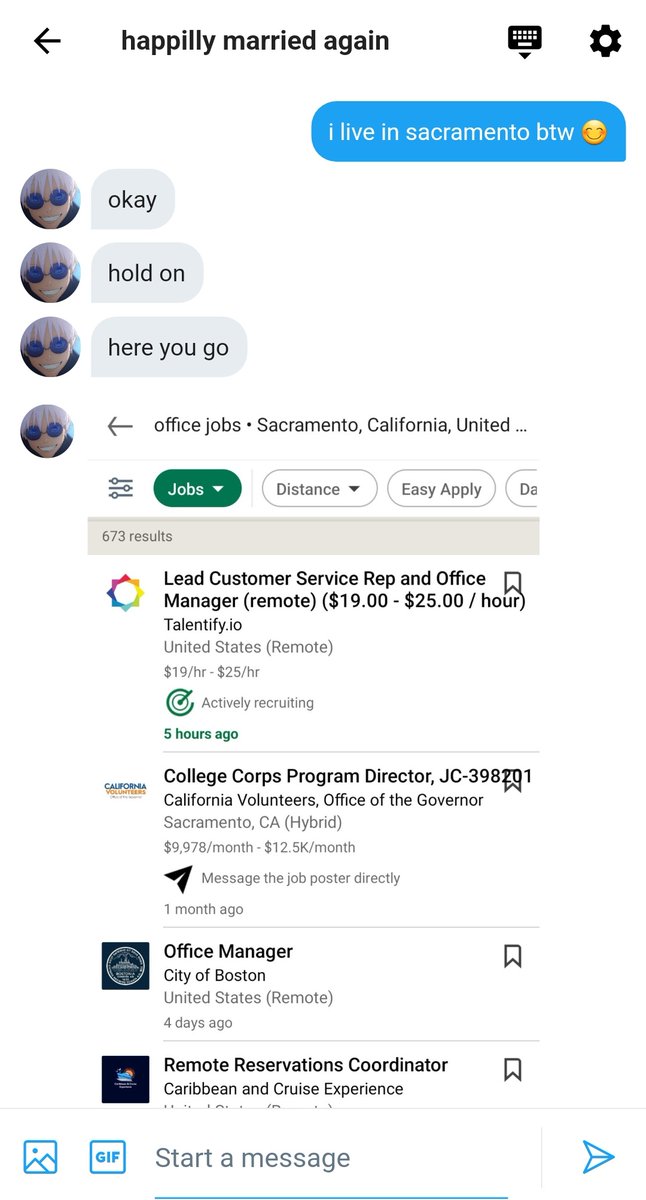 happilly married again
i live in sacramento btw 😊
okay
hold on
here you go
office jobs • Sacramento, California, United ...
Jobs
Distance
Easy Apply
Da
673 results
Lead Customer Service Rep and Office
Manager (remote) ($19.00 - $25.00 / hour)
Talentify.io
United States (Remote)
$19/hr - $25/hr
Actively recruiting
5 hours ago
CALIFORNIA
VOLUNTEERS
College Corps Program Director, JC-398201
California Volunteers, Office of the Governor
Sacramento, CA (Hybrid)
$9,978/month - $12.5K/month
Message the job poster directly
1 month ago
Office Manager
City of Boston
United States (Remote)
4 days ago
Remote Reservations Coordinator
Caribbean and Cruise Experience
United States (Remote)
GIF
Start a message